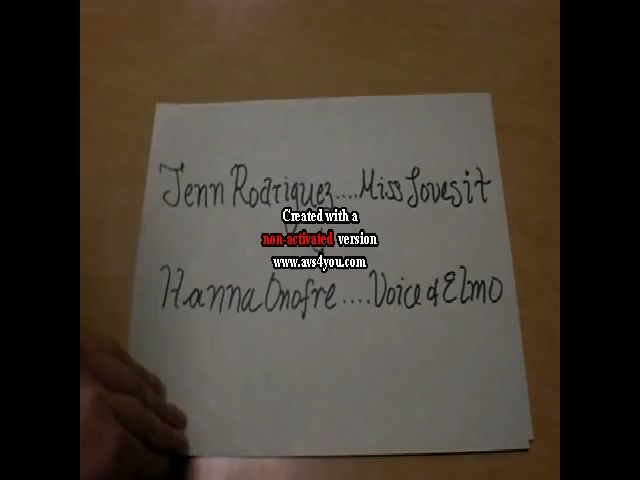 Jenn Rodriguez....Miss Lovesit
Created with a
non-activated version
www.avs4you.com
Hanna Onofre....Voice of Elmo